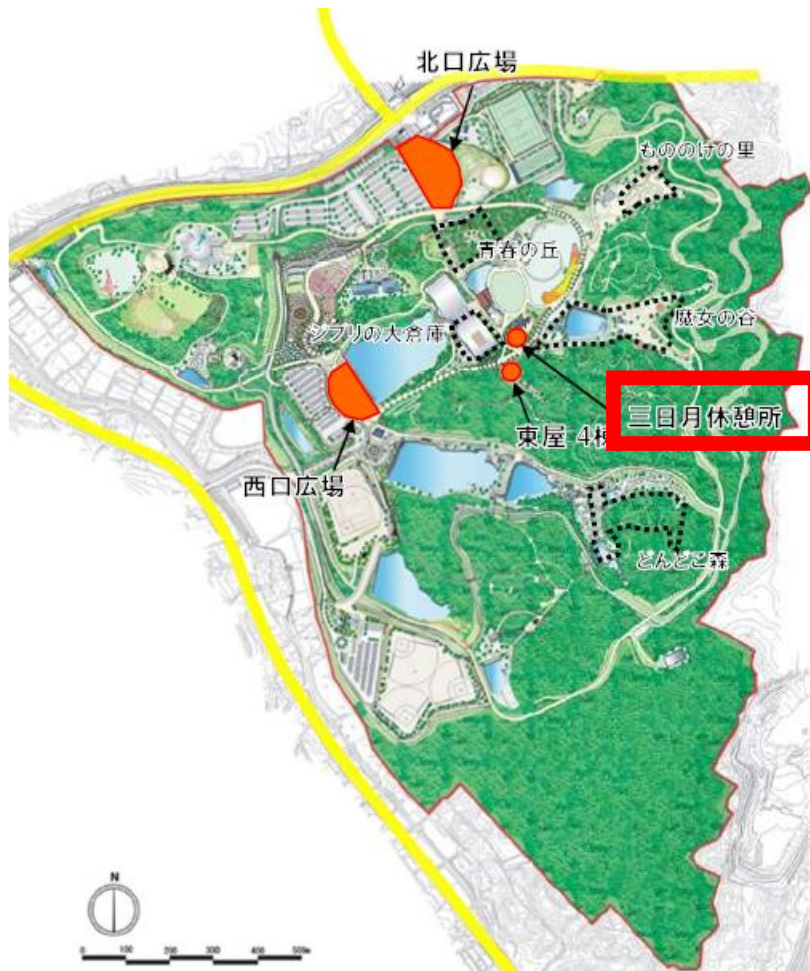 北口広場
もののけの里
青春の丘
魔女の谷
ジブリの大倉庫
三日月休憩所
東屋 4棟
西口広場
どんどこ森
N
0 100 200 300 400 500m